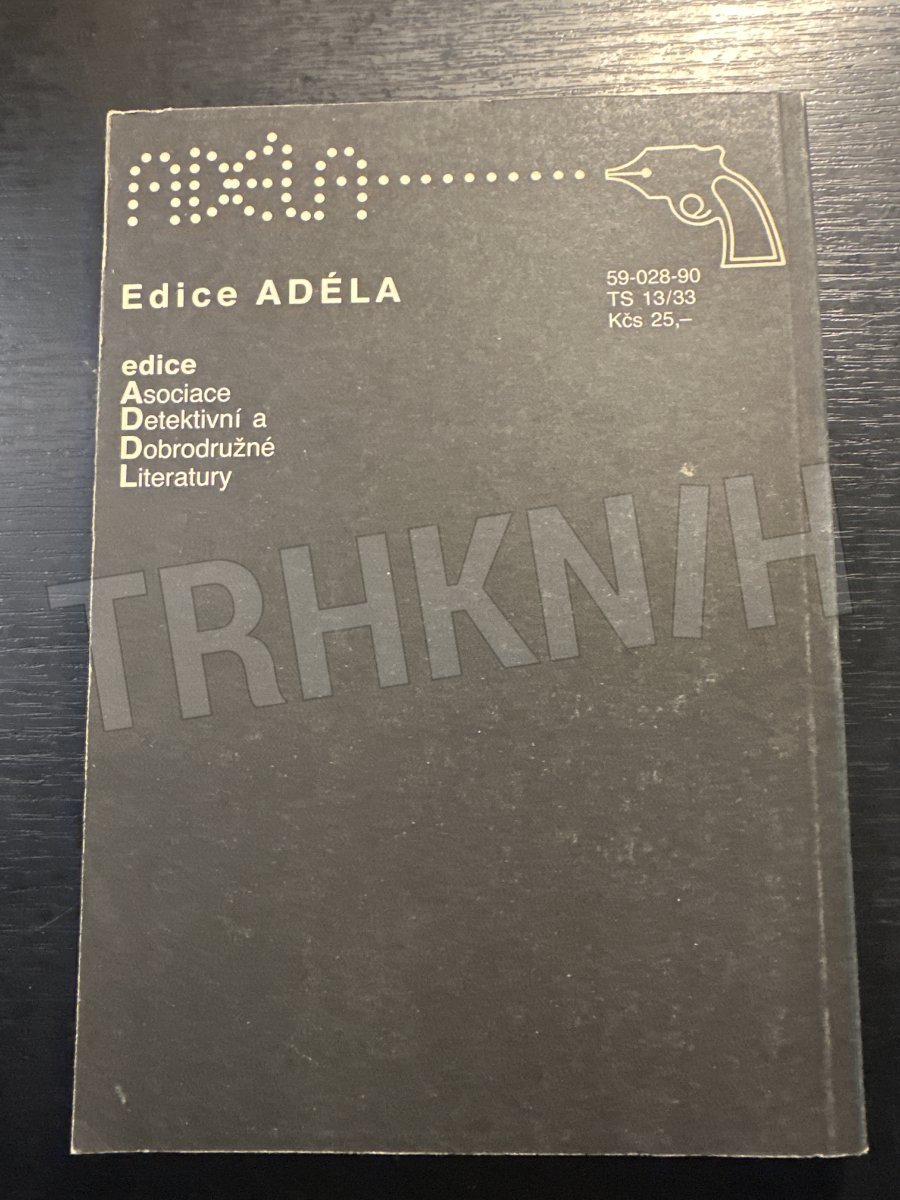 ADÉLA
Edice ADÉLA
59-028-90
TS 13/33
Kčs 25,–
edice
Asociace
Detektivní a
Dobrodružné
Literatury
TRHKNIH